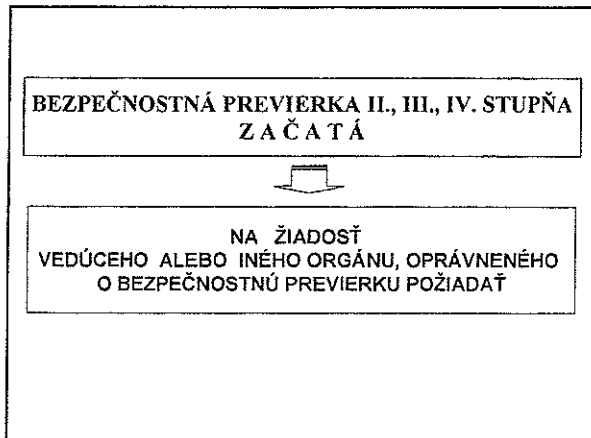 BEZPEČNOSTNÁ PREVIERKA II., III., IV. STUPŇA
Z A Č A T Á
NA ŽIADOSŤ
VEDÚCEHO ALEBO INÉHO ORGÁNU, OPRÁVNENÉHO
O BEZPEČNOSTNÚ PREVIERKU POŽIADAŤ